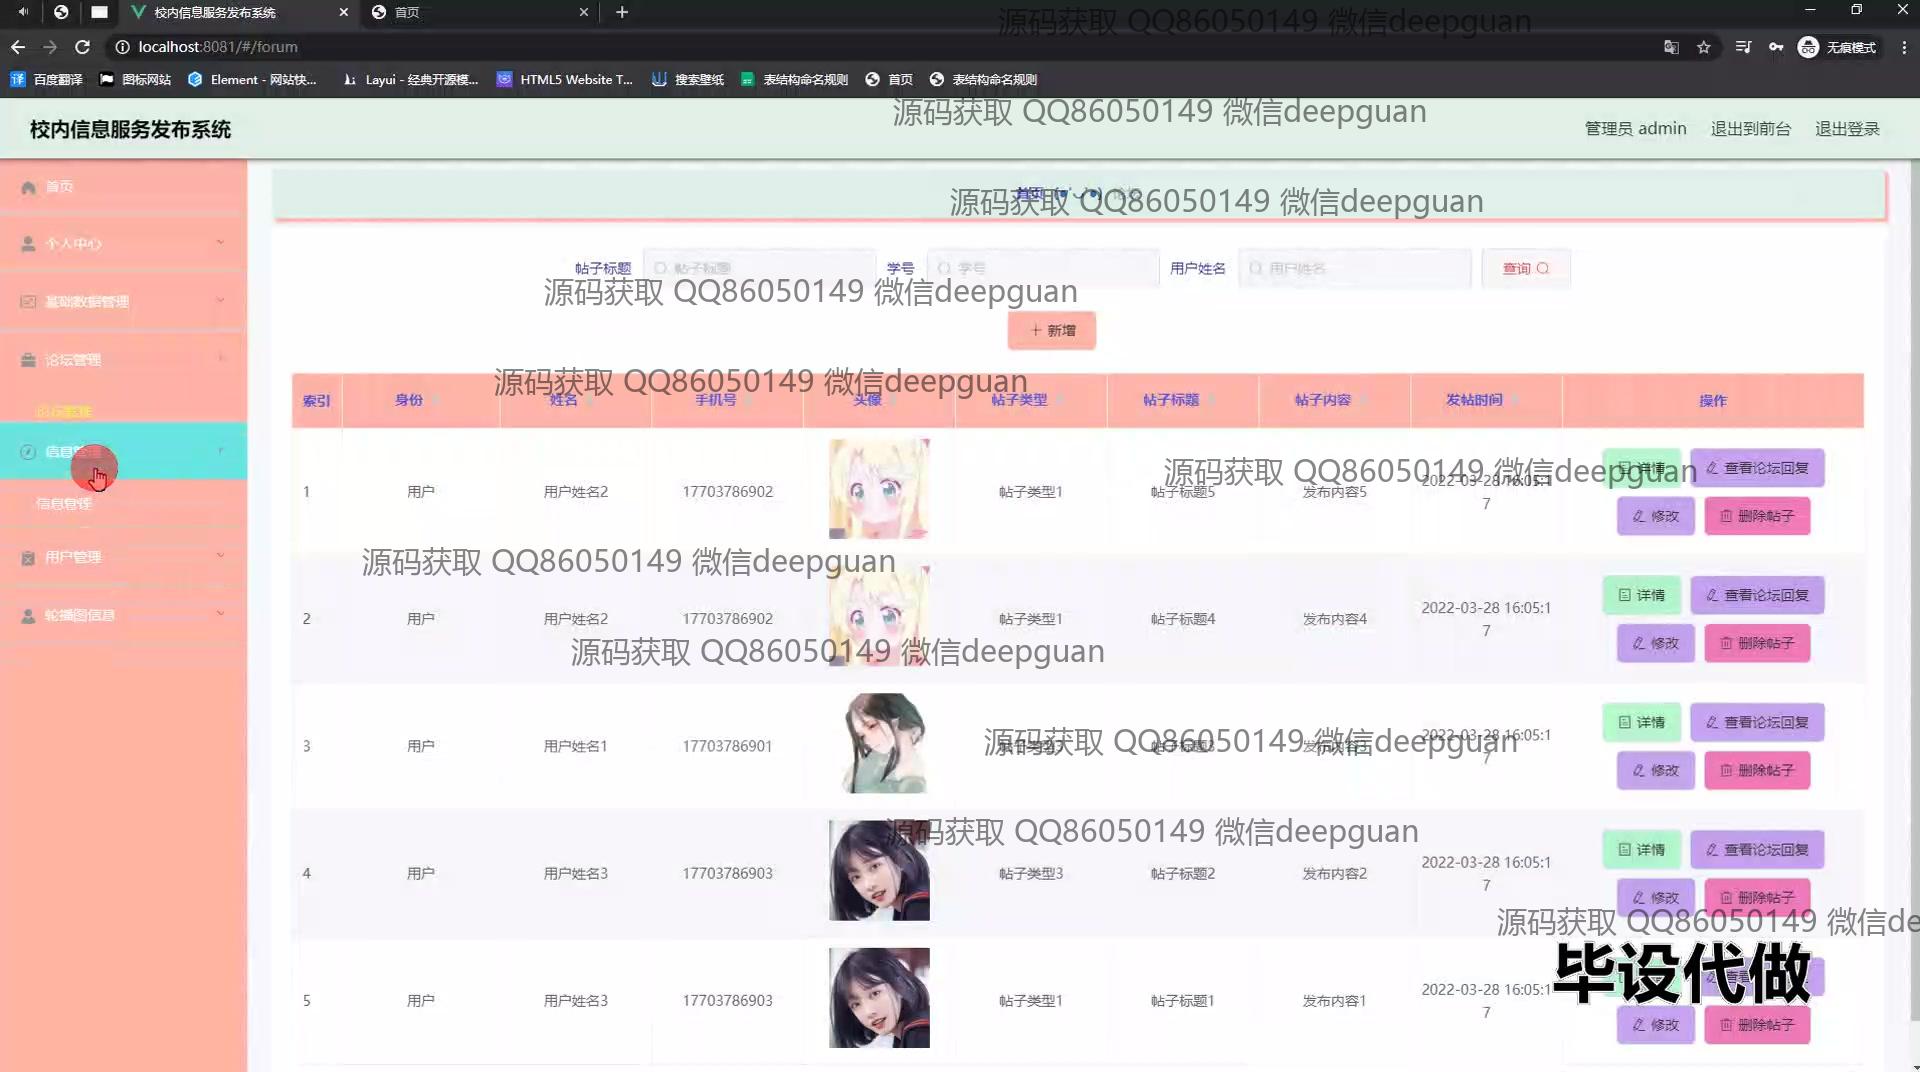 校内信息服务发布系统
首页
localhost:8081/#/forum
无痕模式
百度翻译
图标网站
Element - 网站快...
Layui - 经典开源模...
HTML5 Website T...
搜索壁纸
表结构命名规则
首页
表结构命名规则
源码获取 QQ86050149 微信deepguan
源码获取 QQ86050149 微信deepguan
校内信息服务发布系统
管理员 admin
退出到前台
退出登录
首页
个人中心
基础数据管理
论坛管理
信息管理
用户管理
轮播图信息
源码获取 QQ86050149 微信deepguan
帖子标题
帖子标题
学号
学号
用户姓名
用户姓名
查询
源码获取 QQ86050149 微信deepguan
+ 新增
源码获取 QQ86050149 微信deepguan
索引 身份 姓名 手机号 头像 帖子类型 帖子标题 帖子内容 发帖时间 操作
1 用户 用户姓名2 17703786902 帖子类型1 帖子标题5 发布内容5 2022-03-28 16:05:17 详情 查看论坛回复
修改 删除帖子
源码获取 QQ86050149 微信deepguan
源码获取 QQ86050149 微信deepguan
2 用户 用户姓名2 17703786902 帖子类型1 帖子标题4 发布内容4 2022-03-28 16:05:17 详情 查看论坛回复
修改 删除帖子
源码获取 QQ86050149 微信deepguan
3 用户 用户姓名1 17703786901 帖子类型3 帖子标题3 发布内容3 2022-03-28 16:05:17 详情 查看论坛回复
修改 删除帖子
源码获取 QQ86050149 微信deepguan
源码获取 QQ86050149 微信deepguan
4 用户 用户姓名3 17703786903 帖子类型3 帖子标题2 发布内容2 2022-03-28 16:05:17 详情 查看论坛回复
修改 删除帖子
源码获取 QQ86050149 微信de
毕设代做
5 用户 用户姓名3 17703786903 帖子类型1 帖子标题1 发布内容1 2022-03-28 16:05:17
修改 删除帖子